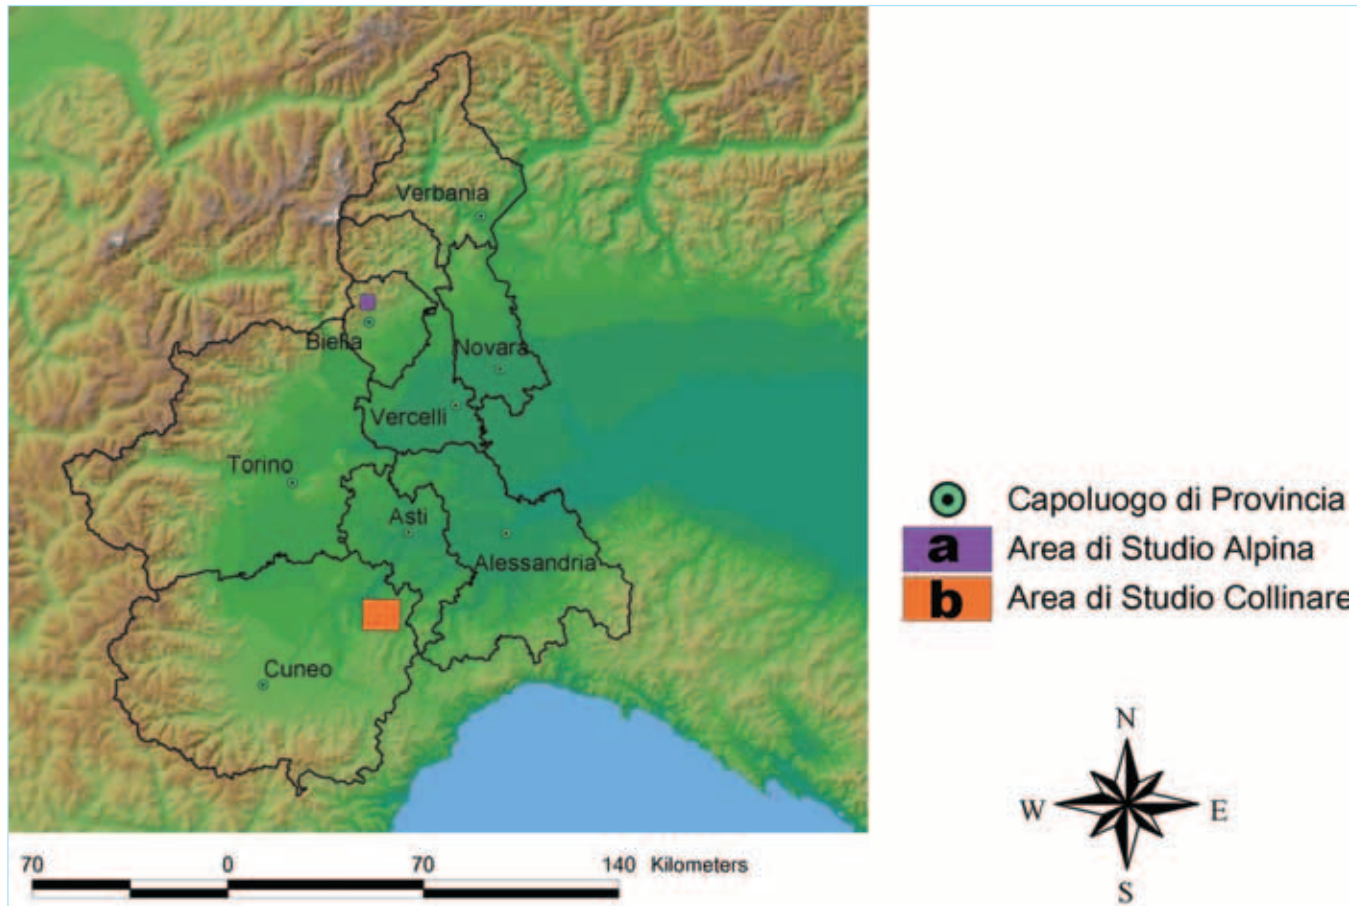 Verbania
Biella
Novara
Vercelli
Torino
Asti
Alessandria
Cuneo
Capoluogo di Provincia
a Area di Studio Alpina
b Area di Studio Collinare
N
W E
S
70 0 70 140 Kilometers